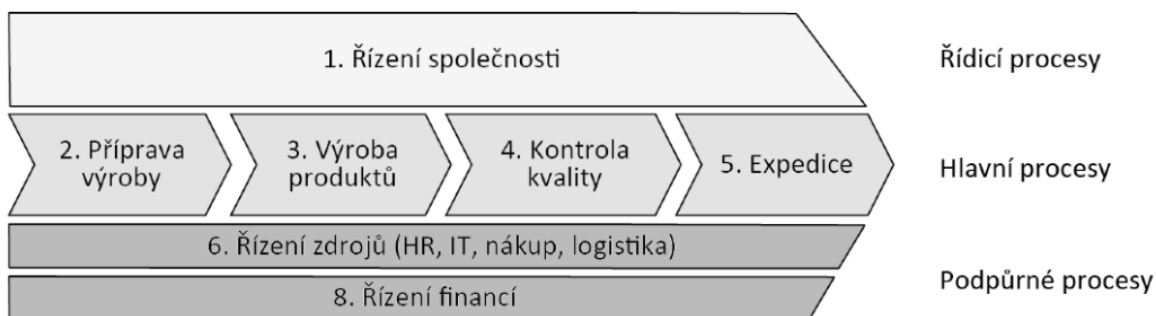 1. Řízení společnosti
Řídicí procesy
2. Příprava
výroby
3. Výroba
produktů
4. Kontrola
kvality
5. Expedice
Hlavní procesy
6. Řízení zdrojů (HR, IT, nákup, logistika)
8. Řízení financí
Podpůrné procesy